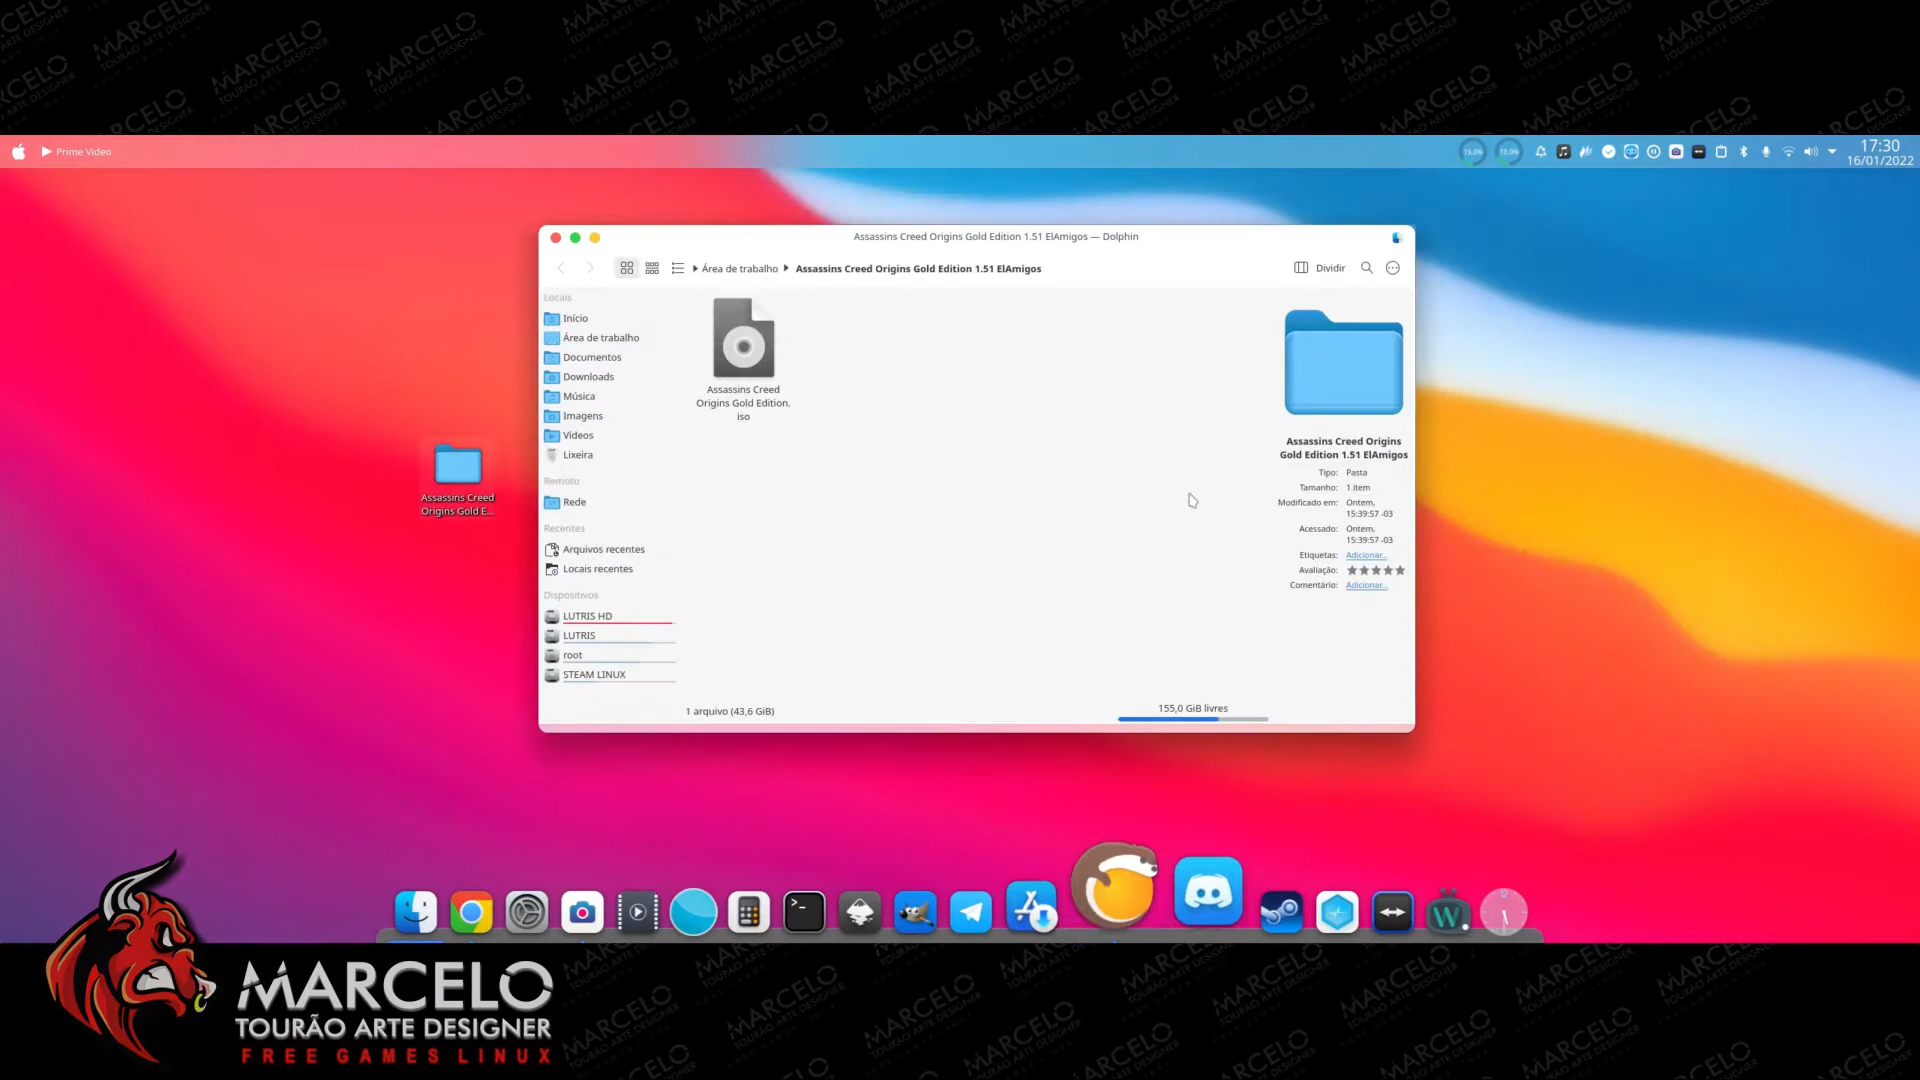 Prime Video
15,0%
17:30
16/01/2022
Assassins Creed Origins Gold Edition 1.51 ElAmigos — Dolphin
Área de trabalho
Assassins Creed Origins Gold Edition 1.51 ElAmigos
Dividir
Locais
Início
Área de trabalho
Documentos
Downloads
Música
Imagens
Vídeos
Lixeira
Remoto
Rede
Recentes
Arquivos recentes
Locais recentes
Dispositivos
LUTRIS HD
LUTRIS
root
STEAM LINUX
Assassins Creed
Origins Gold Edition.
iso
Assassins Creed Origins
Gold Edition 1.51 ElAmigos
Tipo: Pasta
Tamanho: 1 item
Modificado em: Ontem,
15:39:57 -03
Acessado: Ontem,
15:39:57 -03
Etiquetas: Adicionar...
Avaliação:
Comentário: Adicionar...
1 arquivo (43,6 GiB)
155,0 GiB livres
Assassins Creed
Origins Gold E...
MARCELO
TOURÃO ARTE DESIGNER
FREE GAMES LINUX